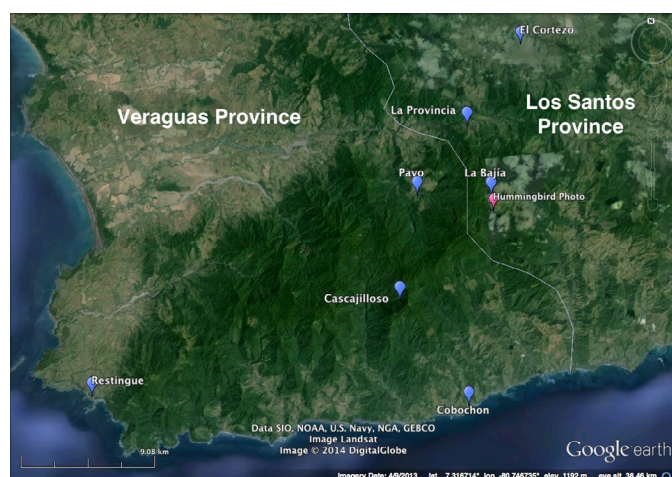 El Cortezo
N
Veraguas Province
La Provincia
Los Santos
Province
Pavo
La Bajia
Hummingbird Photo
Cascajilloso
Restingue
Cobochon
Data SIO, NOAA, U.S. Navy, NGA, GEBCO
Image Landsat
Image © 2014 DigitalGlobe
9.08 km
Google earth
Imagery Date: 4/9/2013 lat 7.316714° lon -80.746735° elev 1192 m eye alt 38.46 km